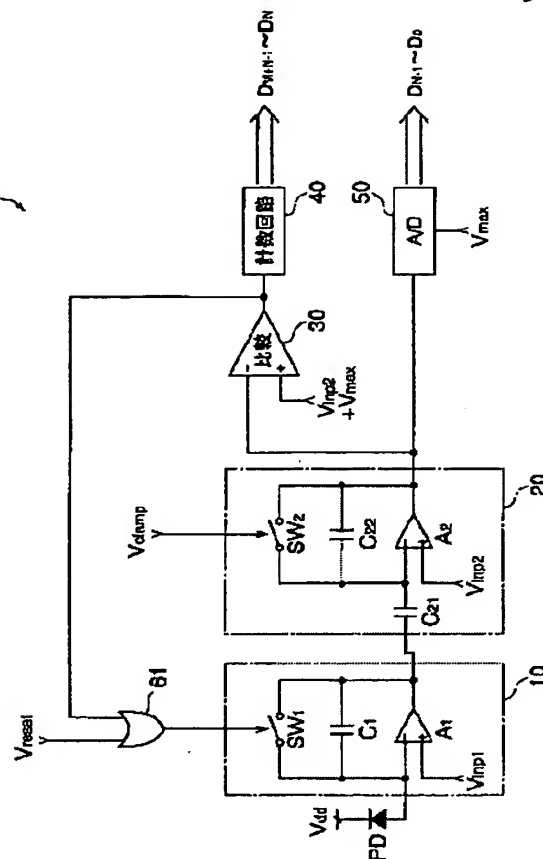 DM+N-1~DN
DN-1~D0
40
計数回路
50
A/D
Vmax
30
比較
-
+
Vinp2
+Vmax
20
Vclamp
SW2
C22
A2
C21
Vinp2
61
Vreset
10
SW1
C1
A1
Vinp1
Vdd
PD